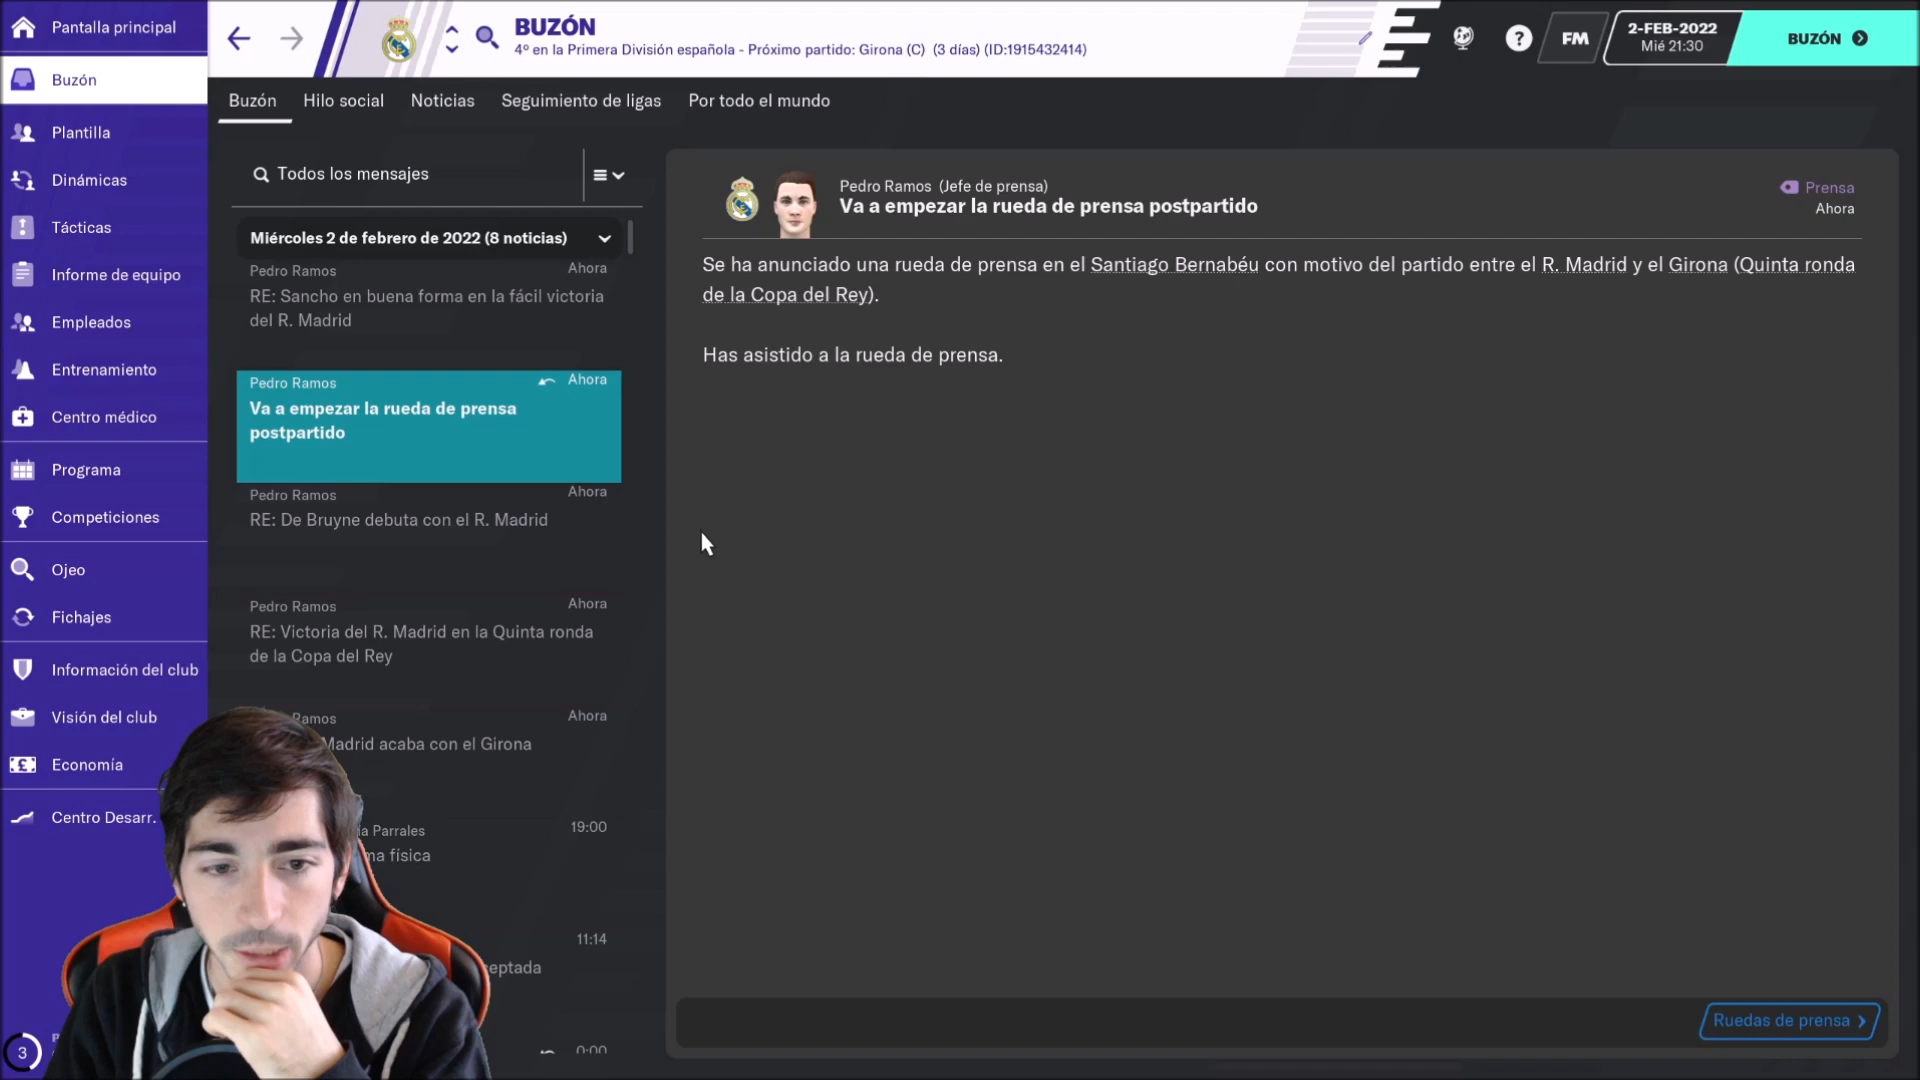 Pantalla principal
Buzón
Plantilla
Dinámicas
Tácticas
Informe de equipo
Empleados
Entrenamiento
Centro médico
Programa
Competiciones
Ojeo
Fichajes
Información del club
Visión del club
Economía
Centro Desarr.
3
BUZÓN
4º en la Primera División española - Próximo partido: Girona (C) (3 días) (ID:1915432414)
?
FM
2-FEB-2022
Mié 21:30
BUZÓN
Buzón
Hilo social
Noticias
Seguimiento de ligas
Por todo el mundo
Todos los mensajes
Miércoles 2 de febrero de 2022 (8 noticias)
Pedro Ramos
Ahora
RE: Sancho en buena forma en la fácil victoria
del R. Madrid
Pedro Ramos
Ahora
Va a empezar la rueda de prensa
postpartido
Pedro Ramos
Ahora
RE: De Bruyne debuta con el R. Madrid
Pedro Ramos
Ahora
RE: Victoria del R. Madrid en la Quinta ronda
de la Copa del Rey
Ramos
Ahora
Madrid acaba con el Girona
Parrales
19:00
física
11:14
0:00
Pedro Ramos (Jefe de prensa)
Va a empezar la rueda de prensa postpartido
Prensa
Ahora
Se ha anunciado una rueda de prensa en el Santiago Bernabéu con motivo del partido entre el R. Madrid y el Girona (Quinta ronda
de la Copa del Rey).
Has asistido a la rueda de prensa.
Ruedas de prensa